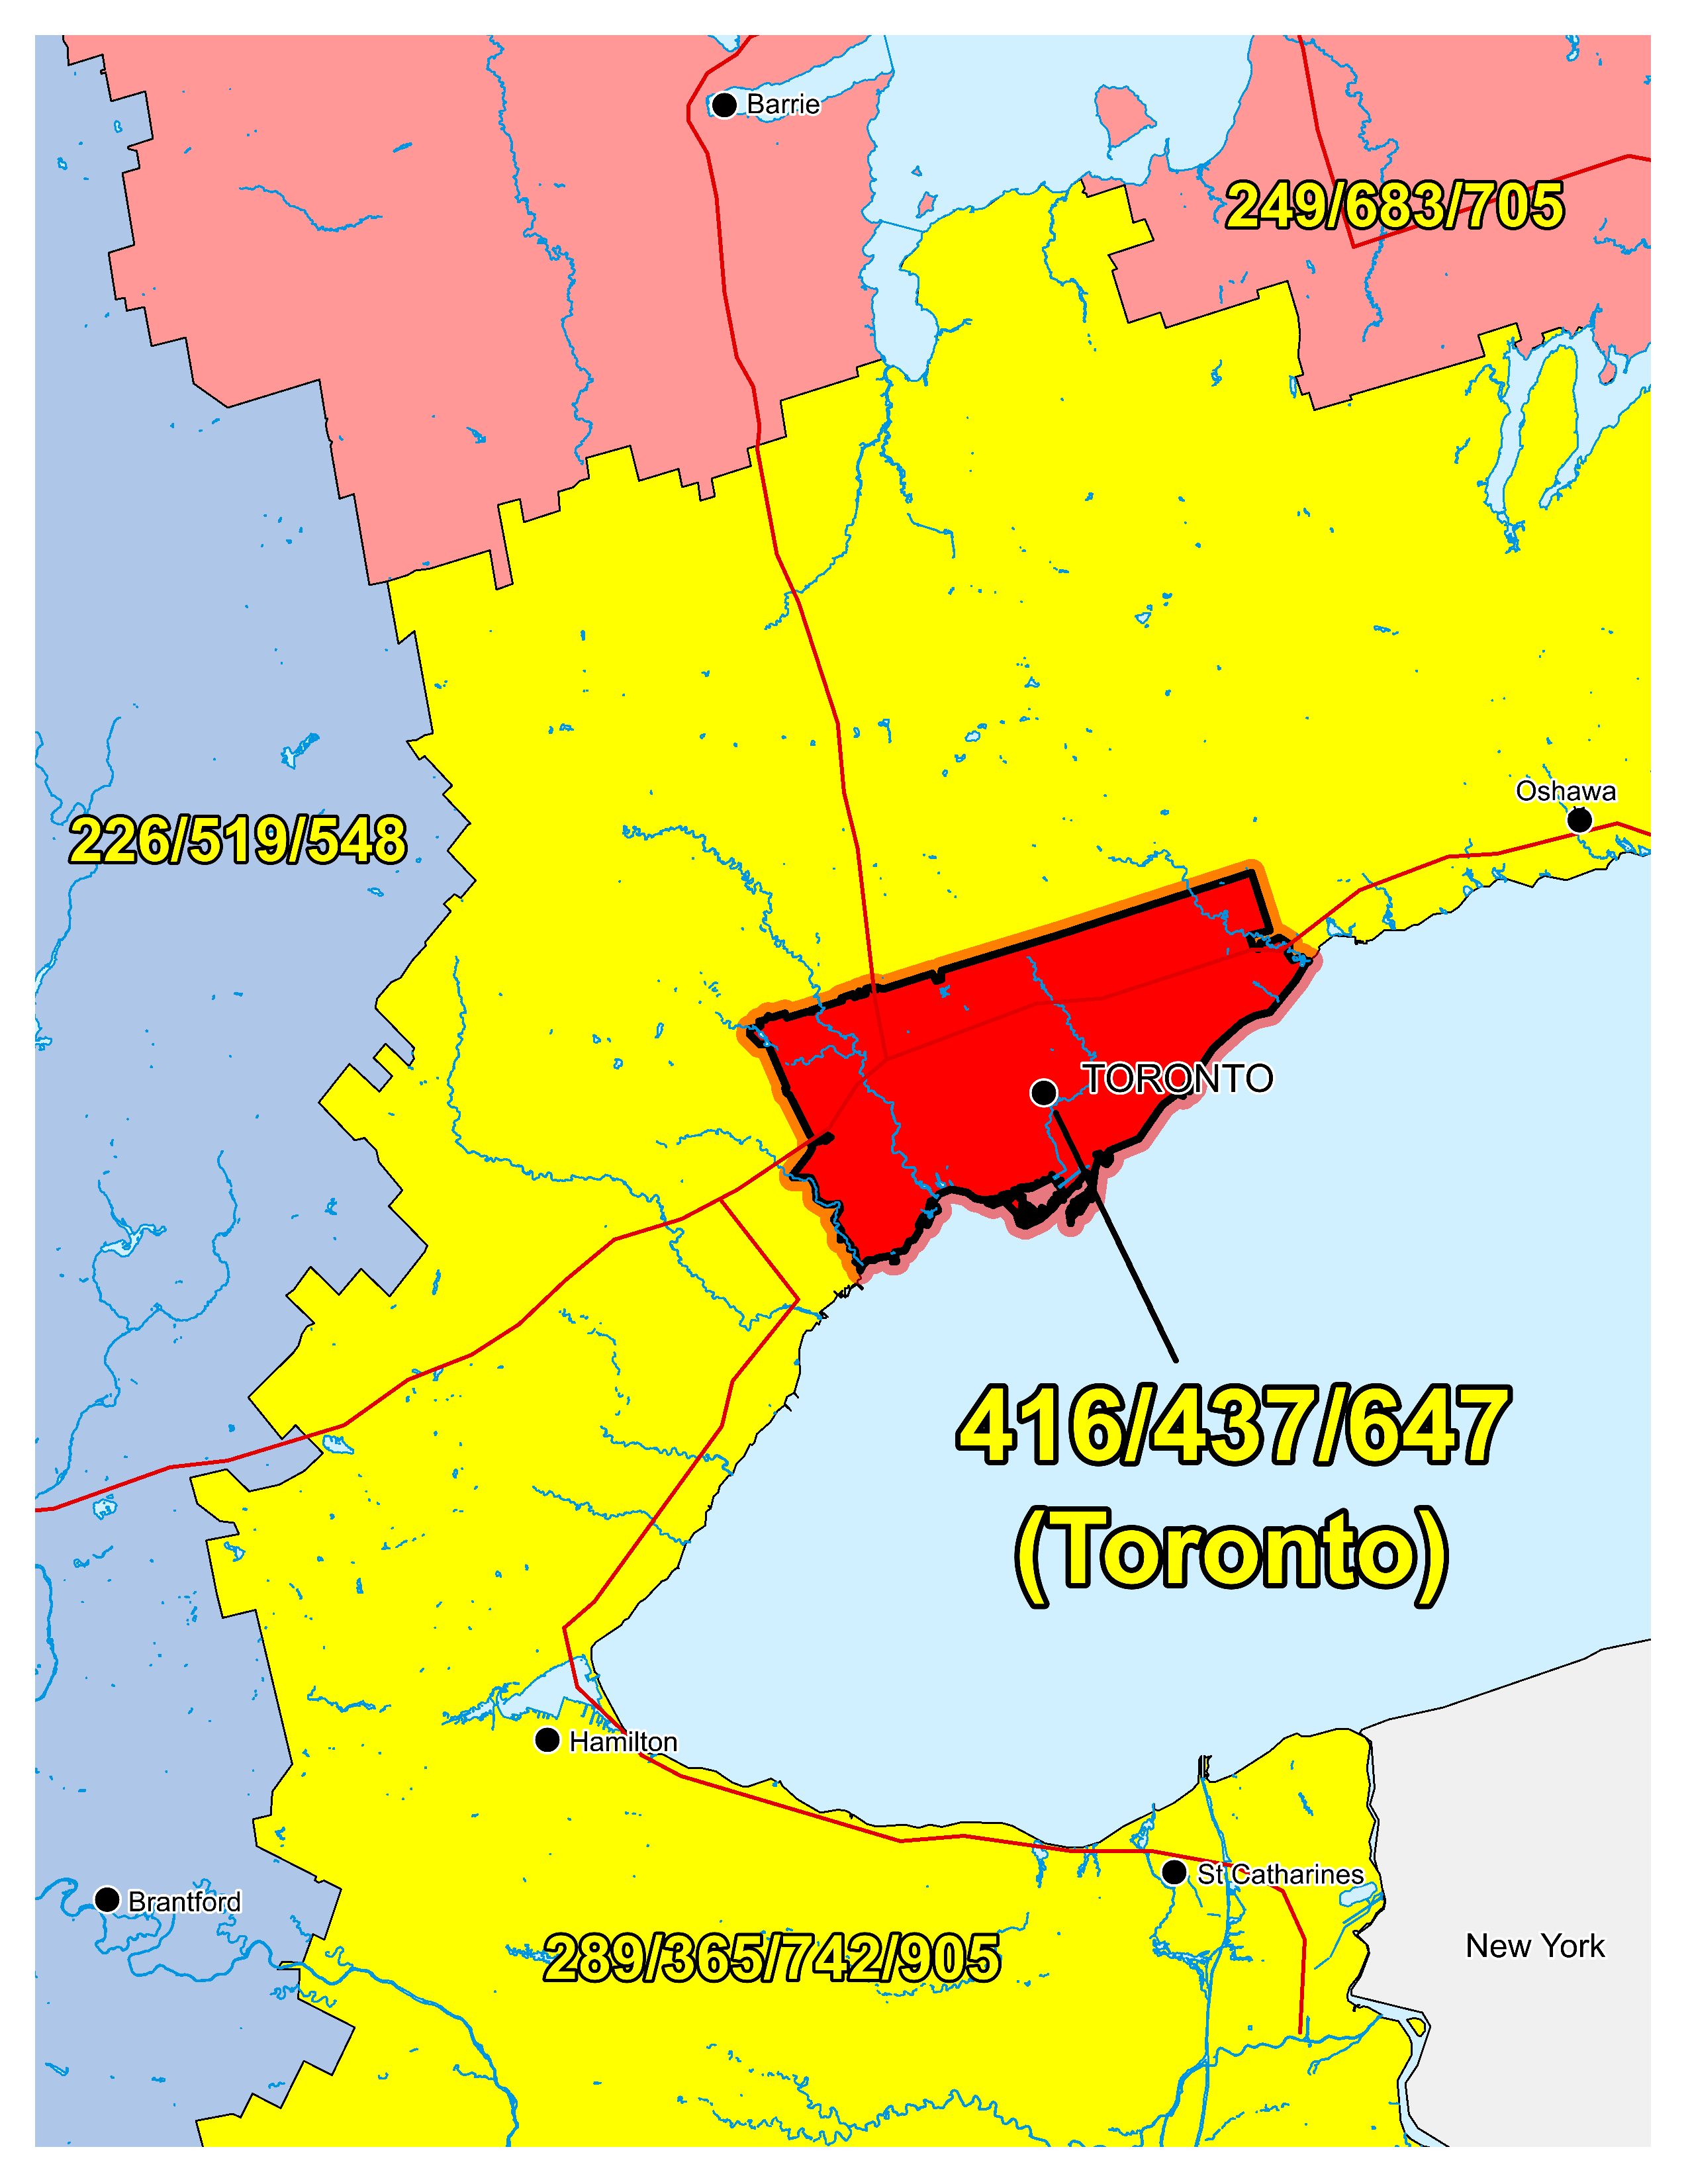 Barrie
249/683/705
Oshawa
226/519/548
TORONTO
416/437/647
(Toronto)
Hamilton
St Catharines
Brantford
289/365/742/905
New York